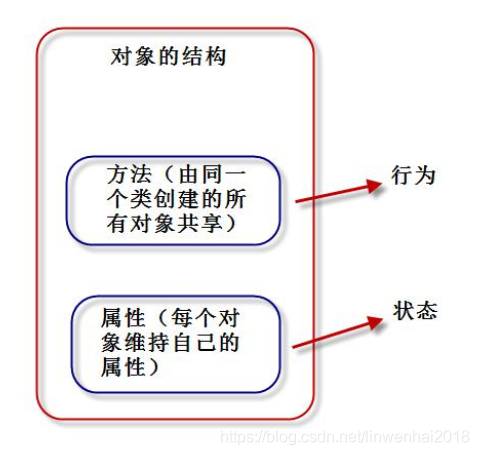 对象的结构
方法（由同一
个类创建的所
有对象共享）
行为
属性（每个对
象维持自己的
属性）
状态
https://blog.csdn.net/linwenhai2018